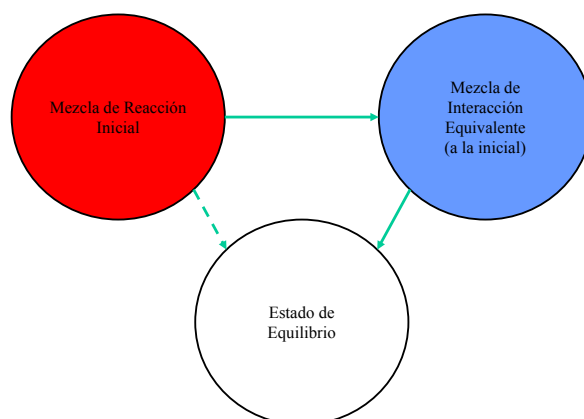 Mezcla de Reacción
Inicial
Mezcla de
Interacción
Equivalente
(a la inicial)
Estado de
Equilibrio